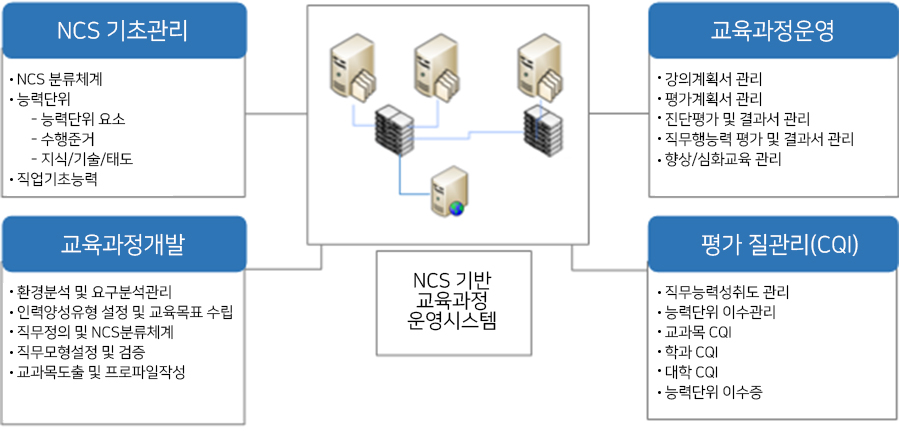 NCS 기초관리
• NCS 분류체계
• 능력단위
- 능력단위 요소
- 수행준거
- 지식/기술/태도
• 직업기초능력
교육과정운영
• 강의계획서 관리
• 평가계획서 관리
• 진단평가 및 결과서 관리
• 직무행능력 평가 및 결과서 관리
• 향상/심화교육 관리
교육과정개발
• 환경분석 및 요구분석관리
• 인력양성유형 설정 및 교육목표 수립
• 직무정의 및 NCS분류체계
• 직무모형설정 및 검증
• 교과목도출 및 프로파일작성
NCS 기반
교육과정
운영시스템
평가 질관리(CQI)
• 직무능력성취도 관리
• 능력단위 이수관리
• 교과목 CQI
• 학과 CQI
• 대학 CQI
• 능력단위 이수증